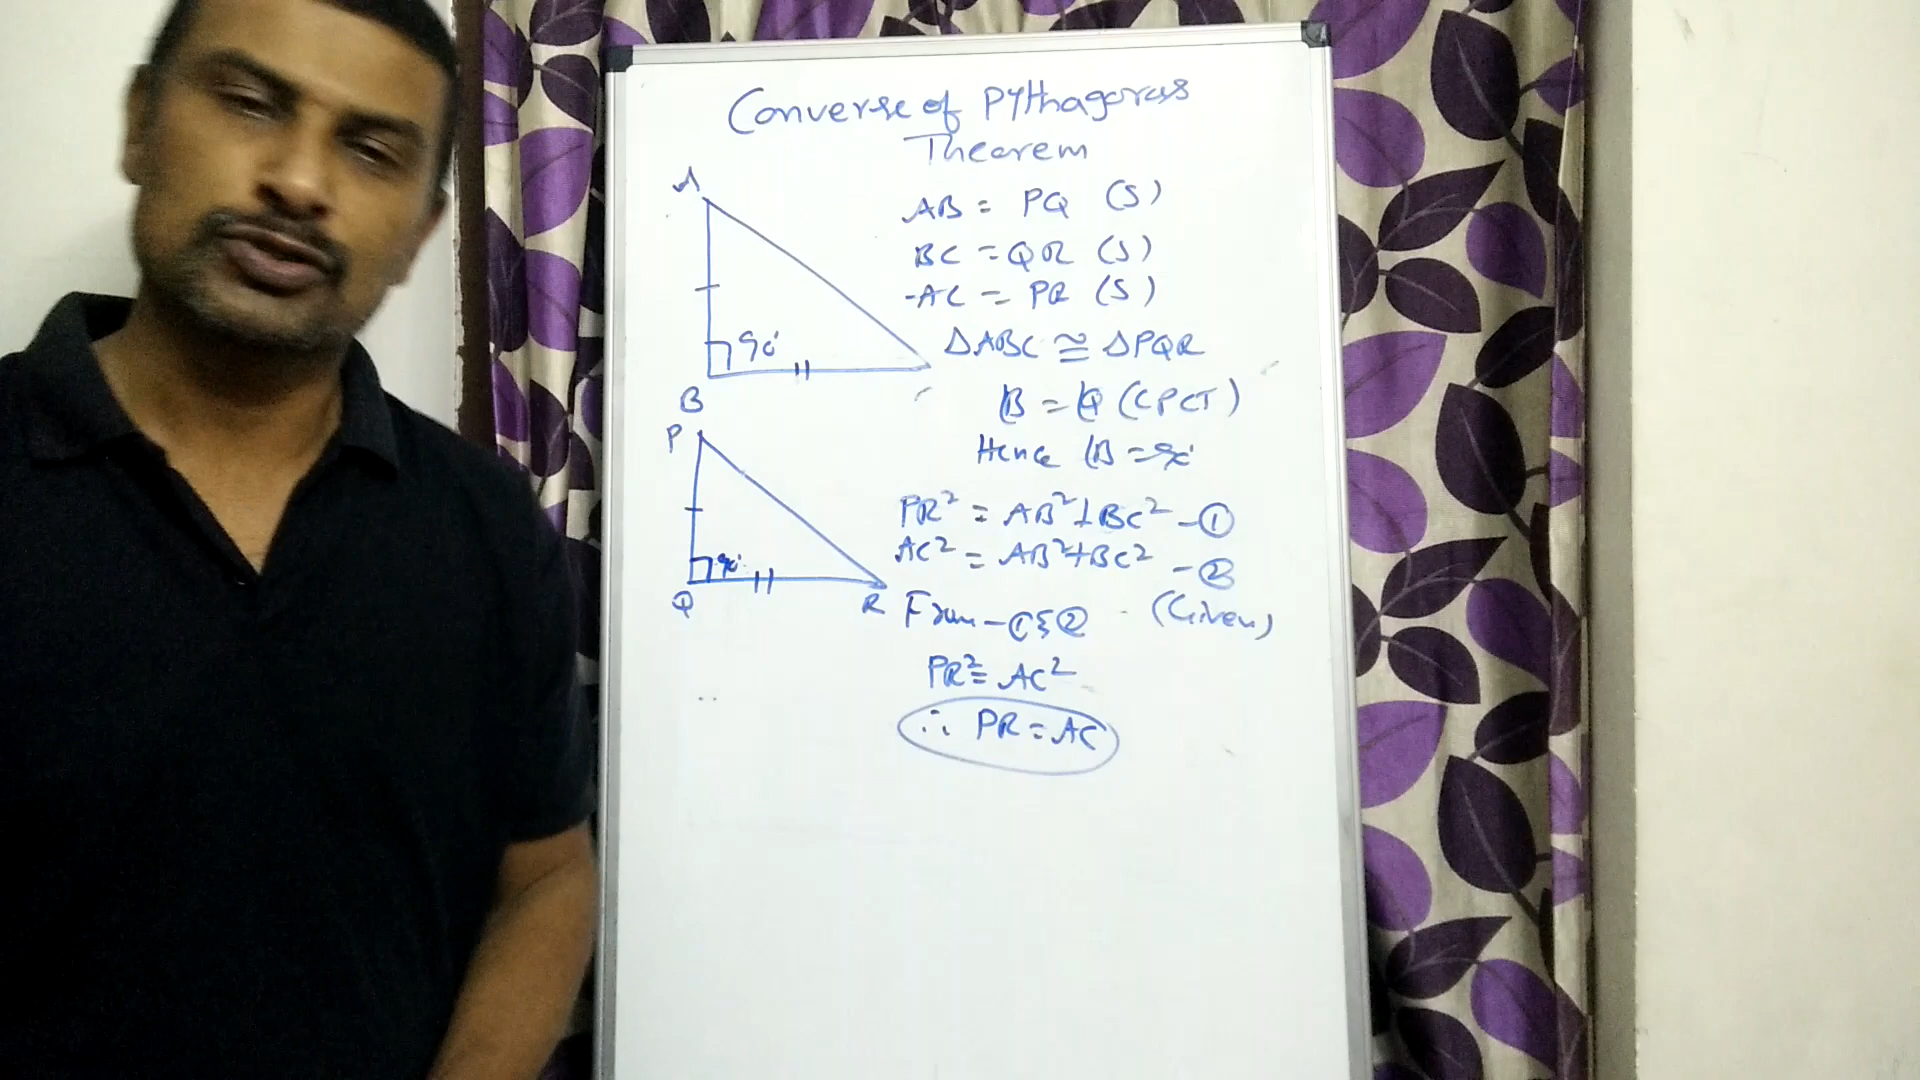 Converse of Pythagoras
Theorem
A
AB = PQ (S)
BC = QR (S)
AC = PR (S)
90°
ΔABC ≅ ΔPQR
B
∠B = ∠Q (CPCT)
P
Hence ∠B = 90°
PR² = AB² + BC² - ①
AC² = AB² + BC² - ②
90°
Q
R
From - ① & ② (Given)
PR² = AC²
∴ PR = AC